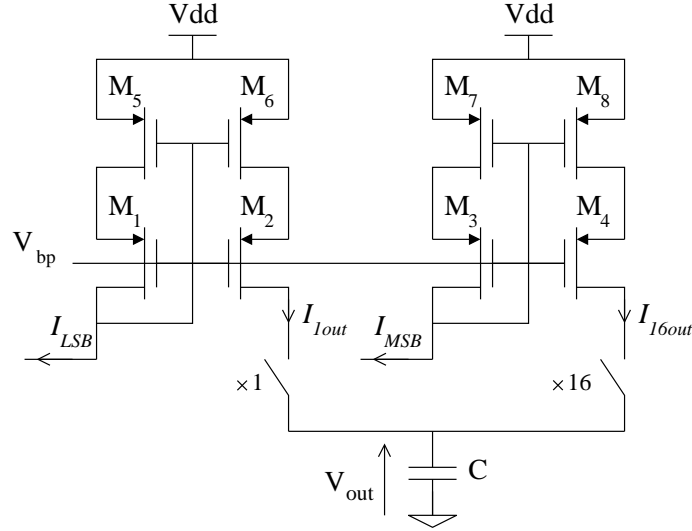 Vdd Vdd
M5 M6 M7 M8
M1 M2 M3 M4
Vbp
ILSB I1out IMSB I16out
×1 ×16
Vout C